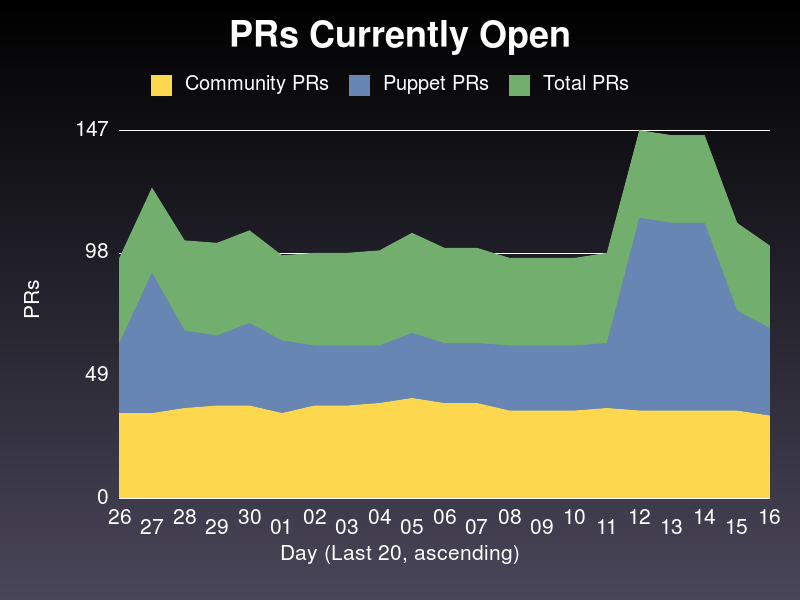 PRs Currently Open
Community PRs Puppet PRs Total PRs
147
98
49
0
PRs
26 27 28 29 30 01 02 03 04 05 06 07 08 09 10 11 12 13 14 15 16
Day (Last 20, ascending)